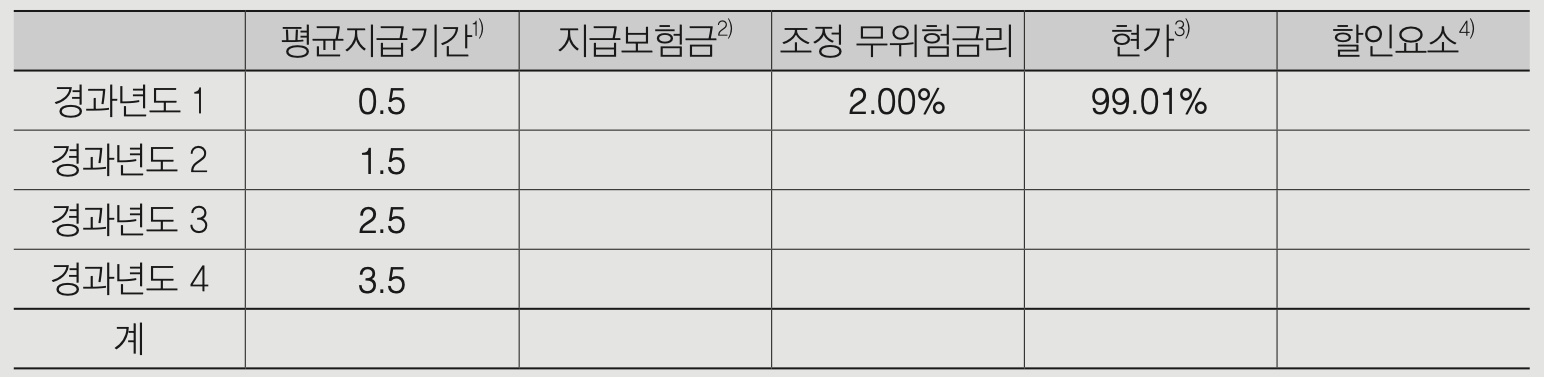 평균지급기간1) 지급보험금2) 조정 무위험금리 현가3) 할인요소4)
경과년도 1 0.5 2.00% 99.01%
경과년도 2 1.5
경과년도 3 2.5
경과년도 4 3.5
계